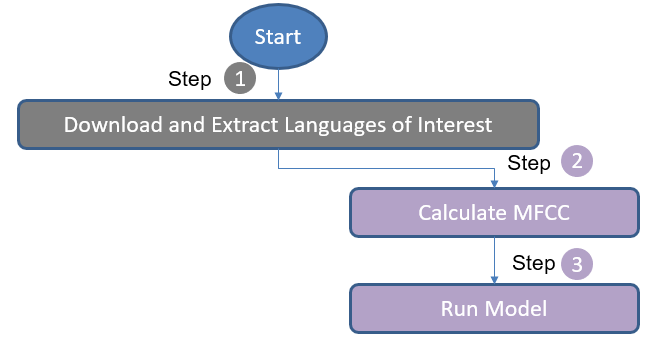 Start
Step 1
Download and Extract Languages of Interest
Step 2
Calculate MFCC
Step 3
Run Model